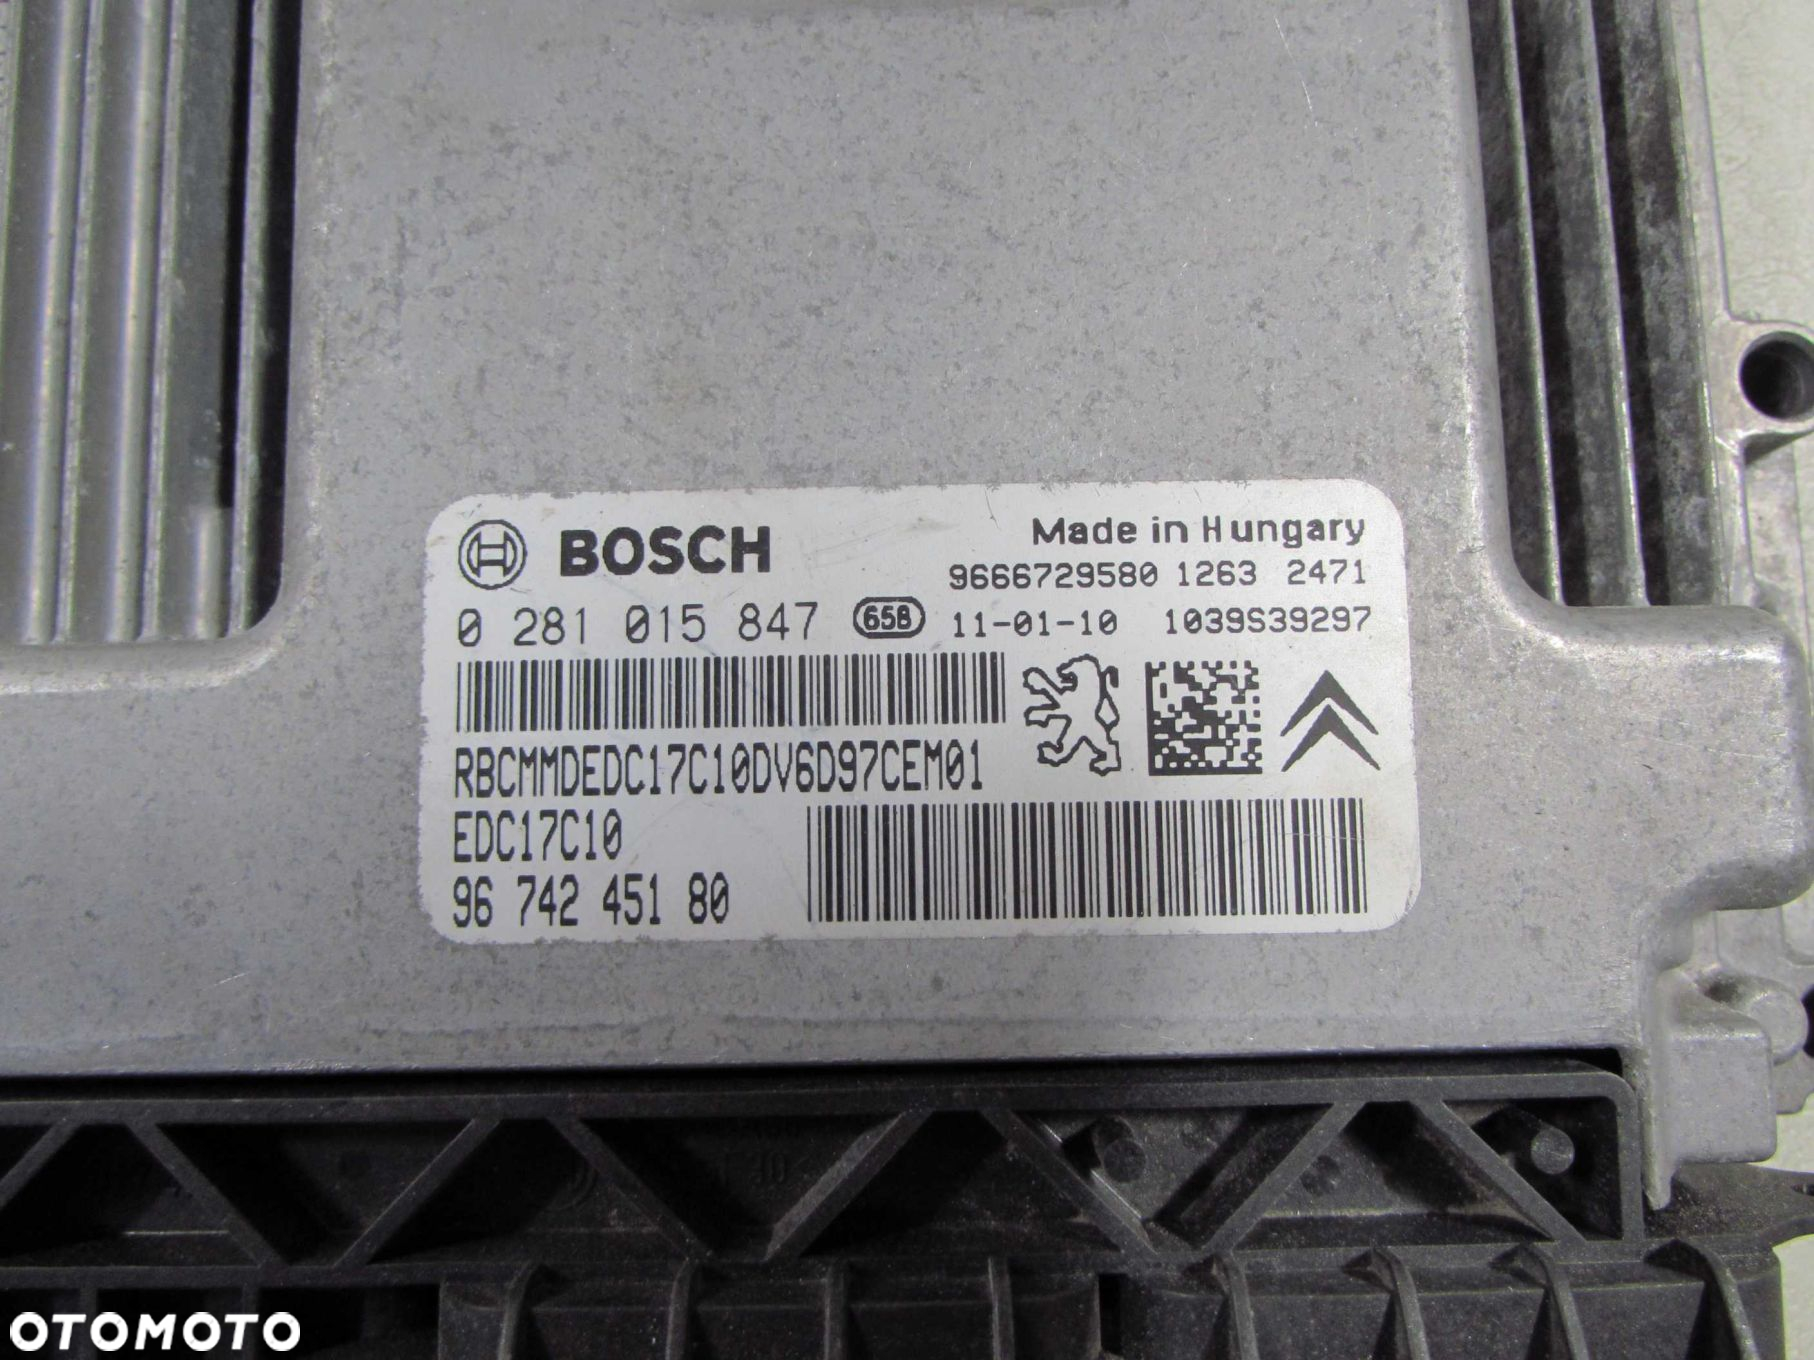 BOSCH
Made in Hungary
9666729580 1263 2471
0 281 015 847 658 11-01-10 1039S39297
RBCMMDEDC17C10DV6D97CEM01
EDC17C10
96 742 451 80
OTOMOTO